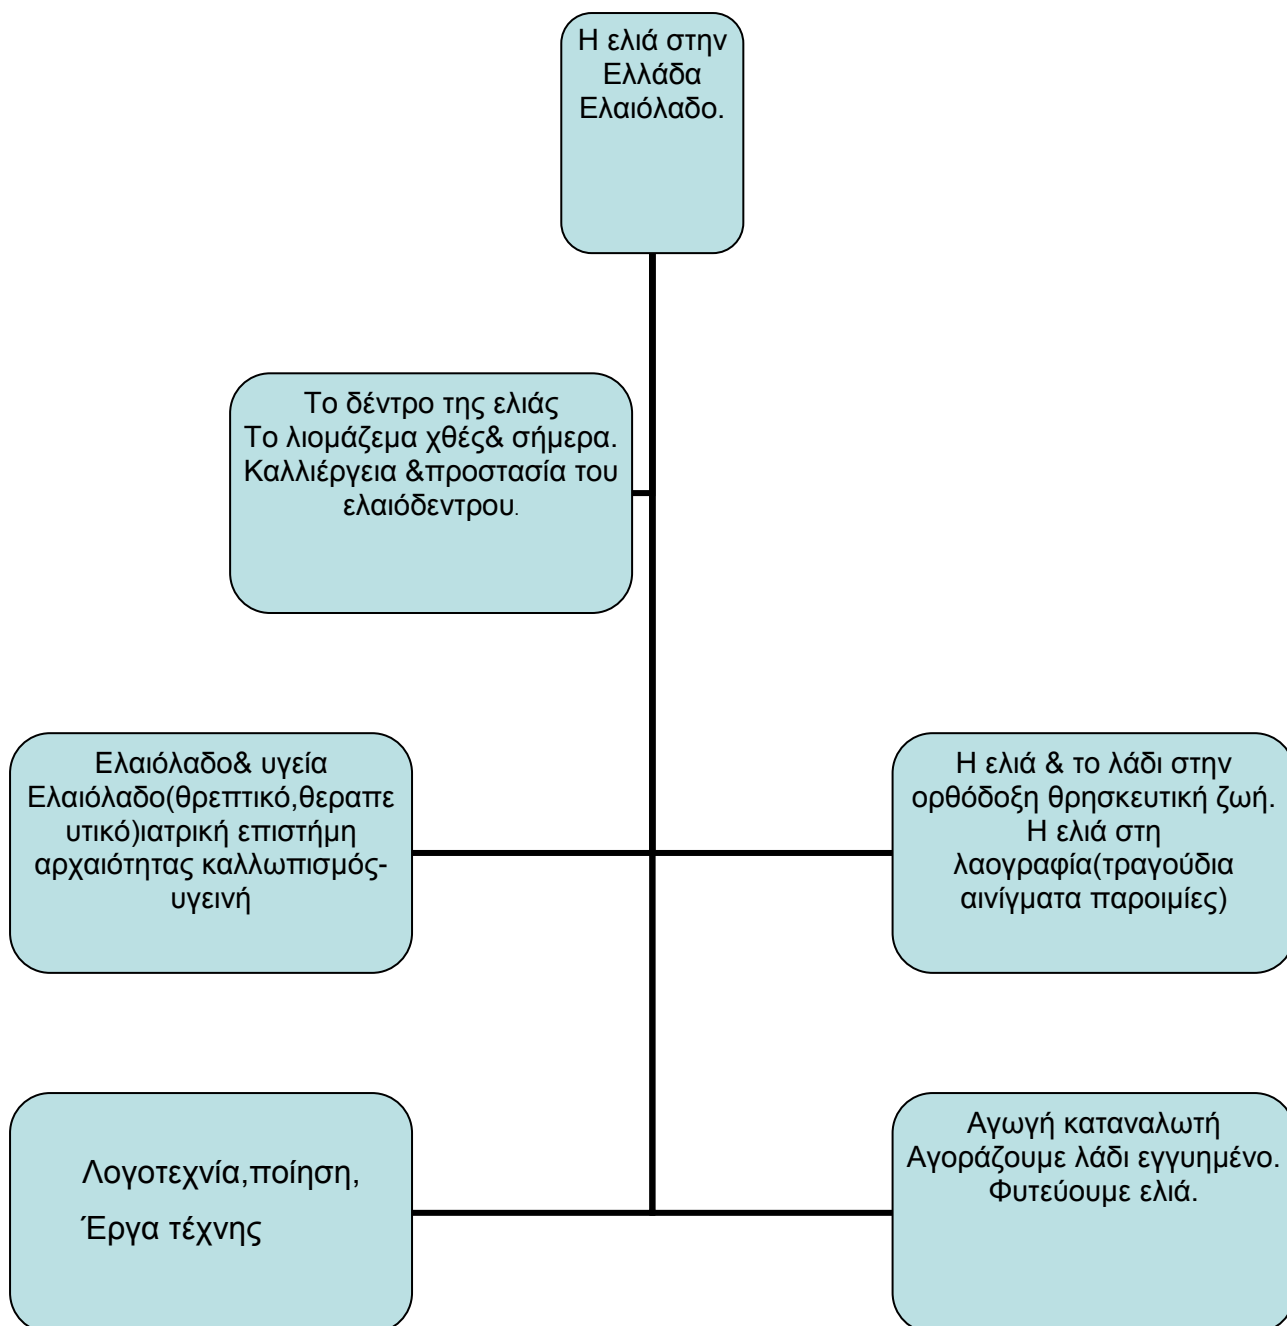 Η ελιά στην
Ελλάδα
Ελαιόλαδο.
Το δέντρο της ελιάς
Το λιομάζεμα χθές& σήμερα.
Καλλιέργεια &προστασία του
ελαιόδεντρου.
Ελαιόλαδο& υγεία
Ελαιόλαδο(θρεπτικό,θεραπε
υτικό)ιατρική επιστήμη
αρχαιότητας καλλωπισμός-
υγεινή
Η ελιά & το λάδι στην
ορθόδοξη θρησκευτική ζωή.
Η ελιά στη
λαογραφία(τραγούδια
αινίγματα παροιμίες)
Λογοτεχνία,ποίηση,
Έργα τέχνης
Αγωγή καταναλωτή
Αγοράζουμε λάδι εγγυημένο.
Φυτεύουμε ελιά.